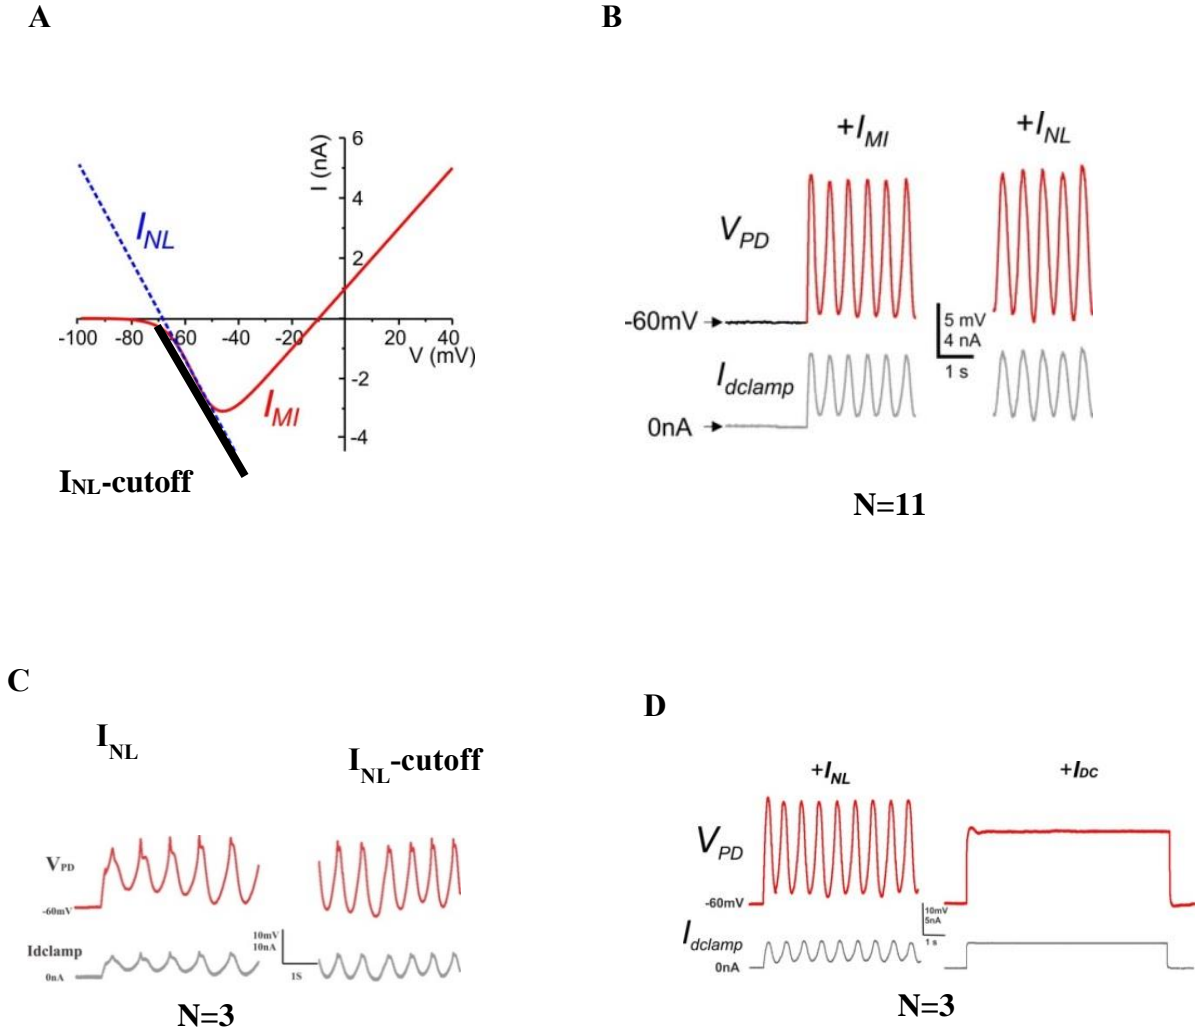 A
6
4
2
-2
-4
I (nA)
-100 -80 -60 -40 -20 20 40
V (mV)
I_NL
I_MI
I_NL-cutoff
B
+I_MI +I_NL
V_PD
-60mV
5 mV
4 nA
1 s
I_dclamp
0nA
N=11
C
I_NL
I_NL-cutoff
V_PD
-60mV
Idclamp
0nA
10mV
10nA
1S
N=3
D
+I_NL +I_DC
V_PD
-60mV
10mV
5nA
1 s
I_dclamp
0nA
N=3